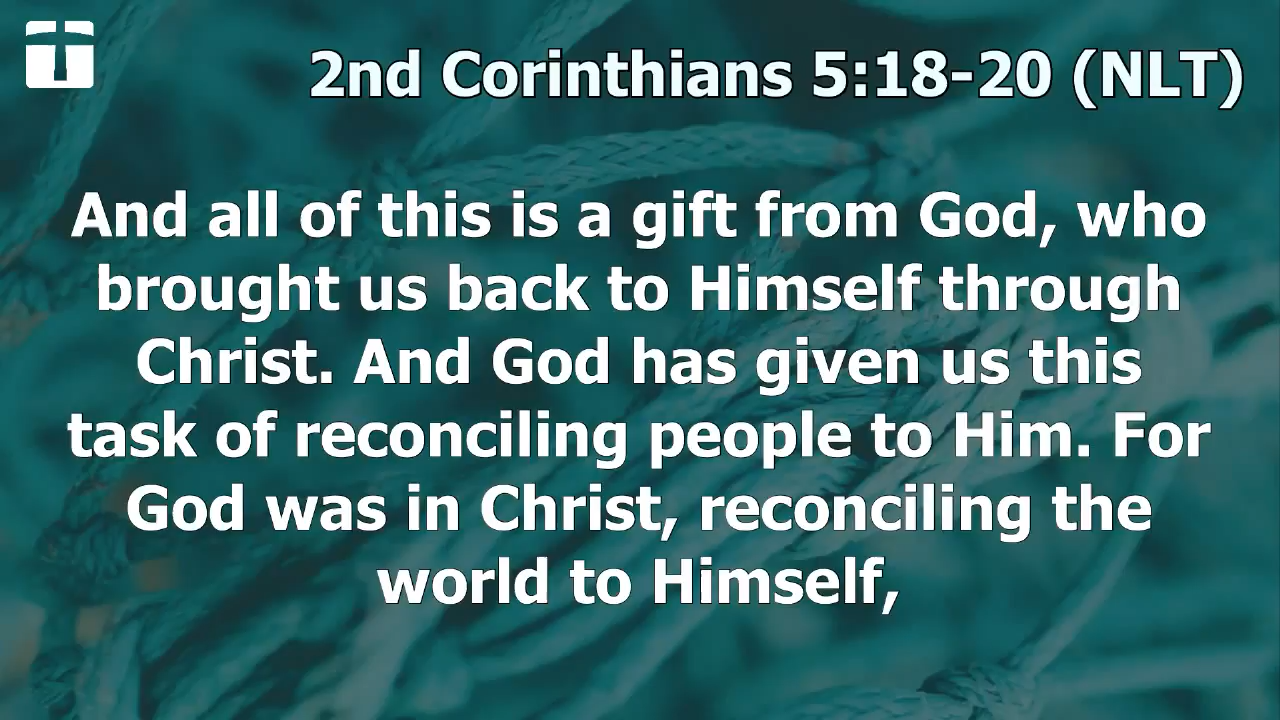 2nd Corinthians 5:18-20 (NLT)
And all of this is a gift from God, who
brought us back to Himself through
Christ. And God has given us this
task of reconciling people to Him. For
God was in Christ, reconciling the
world to Himself,